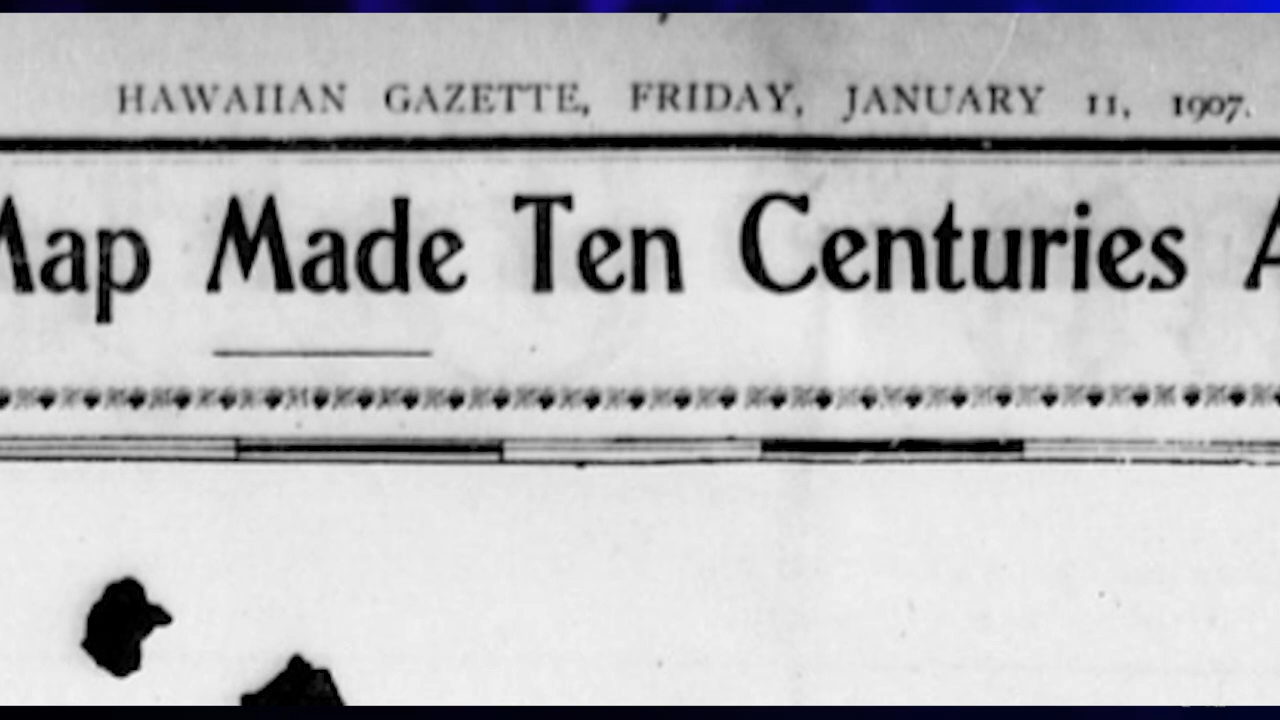 HAWAIIAN GAZETTE, FRIDAY, JANUARY 11, 1907.
Map Made Ten Centuries A